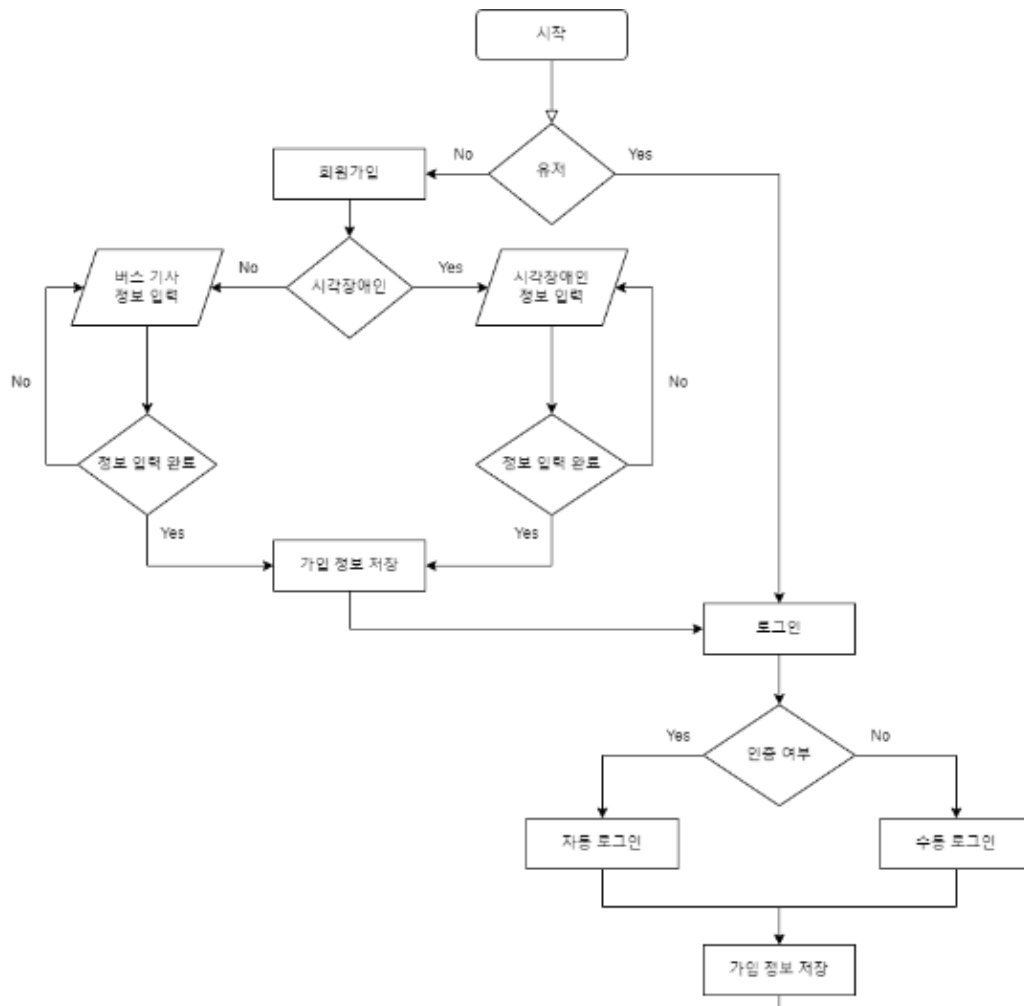 시작
유저
No
Yes
회원가입
시각장애인
No
Yes
버스 기사
정보 입력
시각장애인
정보 입력
No
No
정보 입력 완료
정보 입력 완료
Yes
Yes
가입 정보 저장
로그인
인증 여부
Yes
No
자동 로그인
수동 로그인
가입 정보 저장